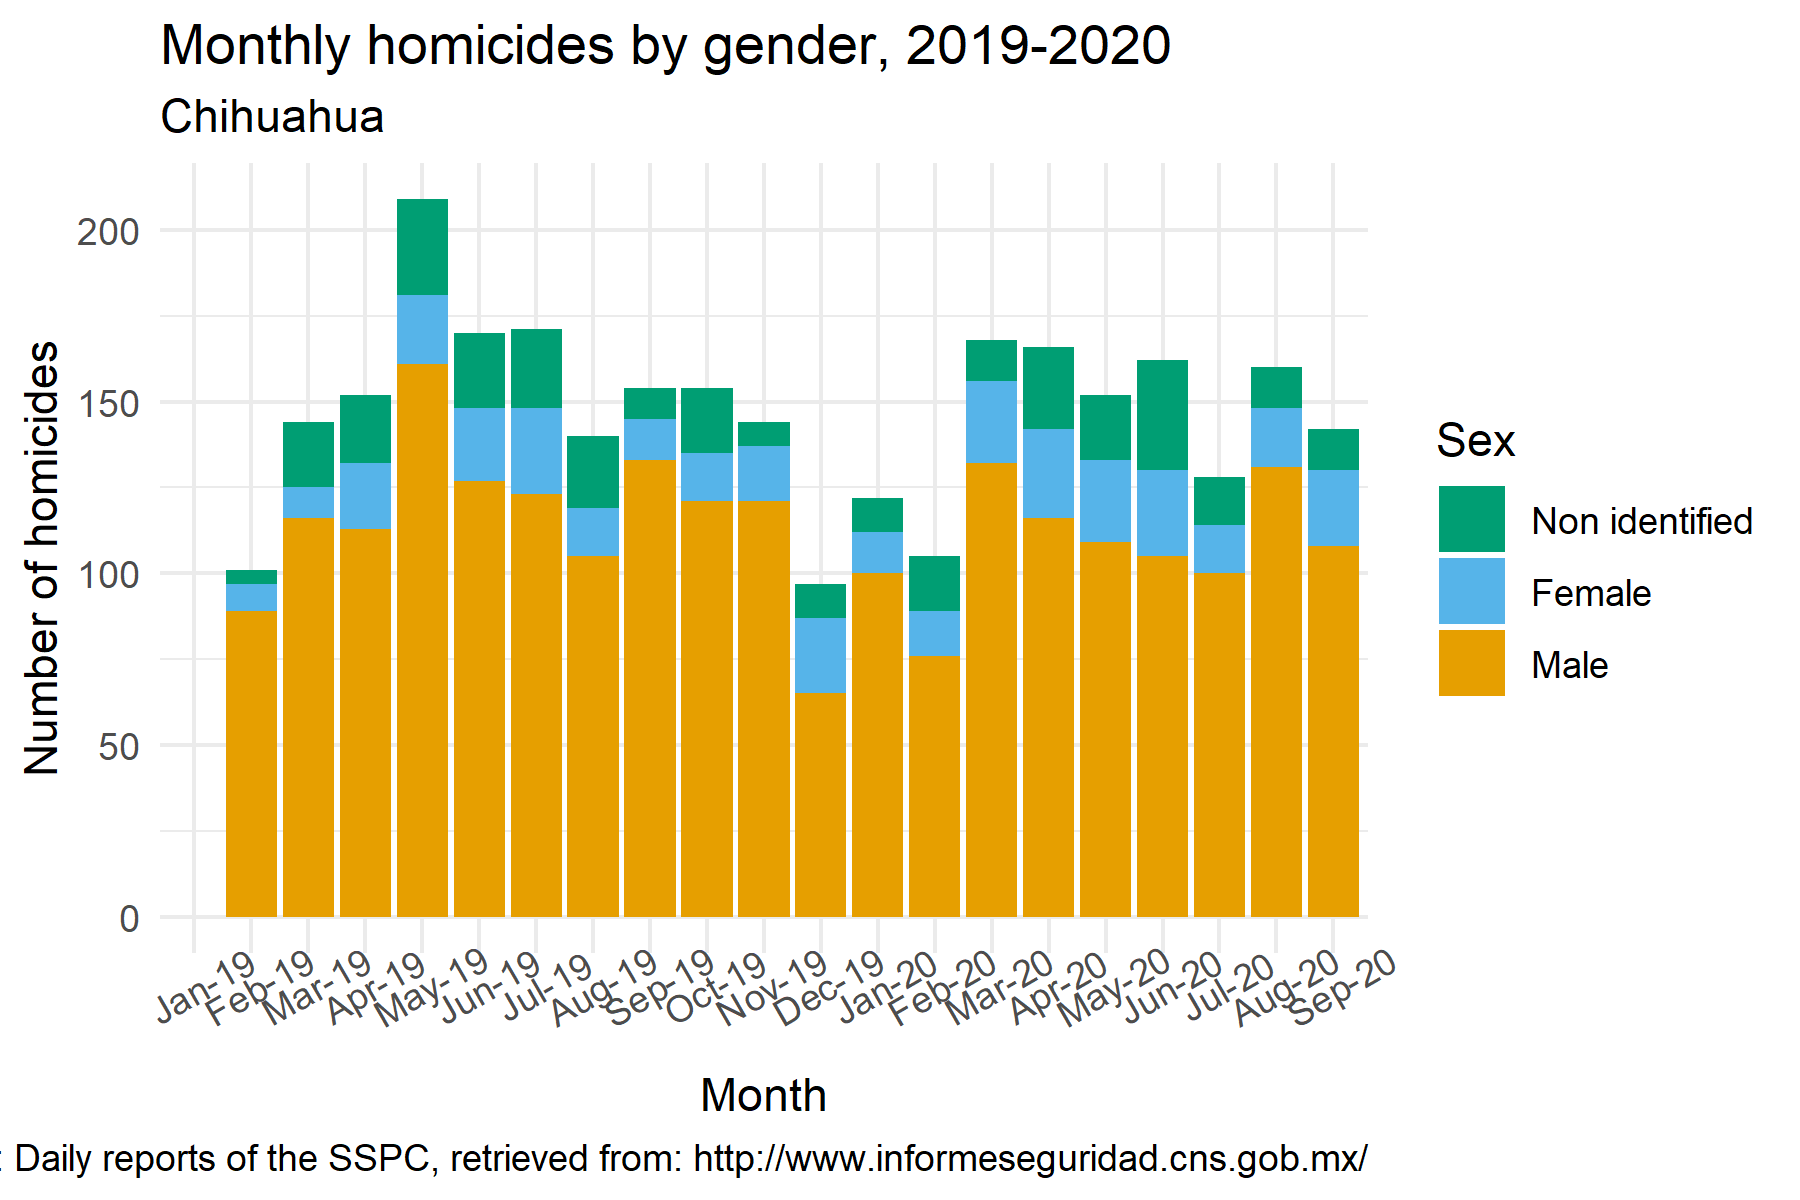 Monthly homicides by gender, 2019-2020
Chihuahua
Number of homicides
200
150
100
50
0
Jan-19
Feb-19
Mar-19
Apr-19
May-19
Jun-19
Jul-19
Aug-19
Sep-19
Oct-19
Nov-19
Dec-19
Jan-20
Feb-20
Mar-20
Apr-20
May-20
Jun-20
Jul-20
Aug-20
Sep-20
Month
Sex
Non identified
Female
Male
: Daily reports of the SSPC, retrieved from: http://www.informeseguridad.cns.gob.mx/